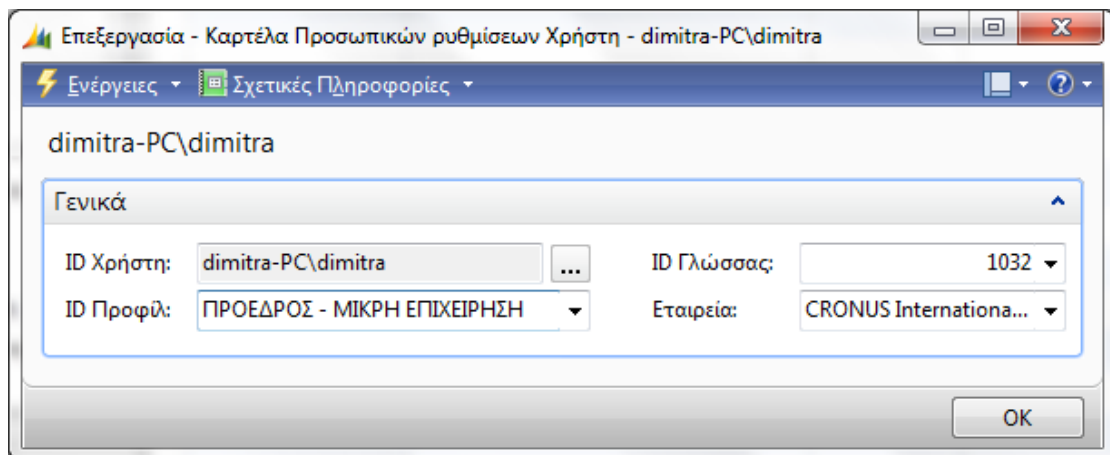 Επεξεργασία - Καρτέλα Προσωπικών ρυθμίσεων Χρήστη - dimitra-PC\dimitra
Ενέργειες Σχετικές Πληροφορίες
dimitra-PC\dimitra
Γενικά
ID Χρήστη: dimitra-PC\dimitra ... ID Γλώσσας: 1032
ID Προφίλ: ΠΡΟΕΔΡΟΣ - ΜΙΚΡΗ ΕΠΙΧΕΙΡΗΣΗ Εταιρεία: CRONUS Internationa...
OK